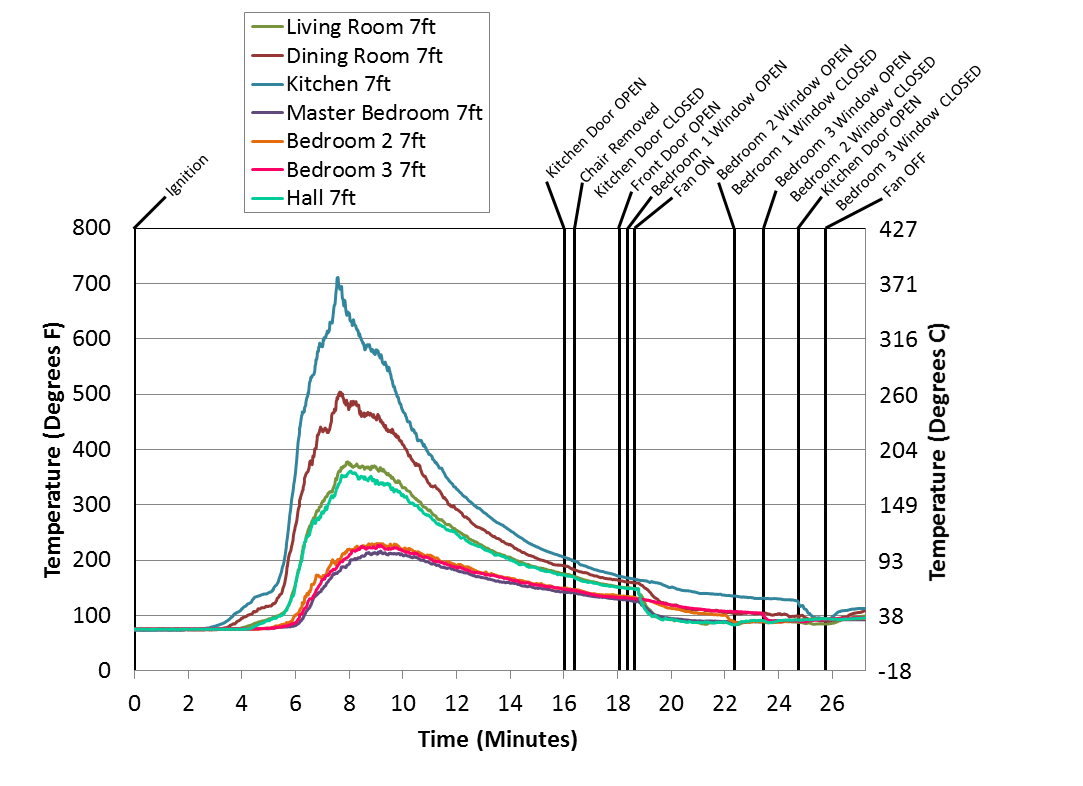 Living Room 7ft
Dining Room 7ft
Kitchen 7ft
Master Bedroom 7ft
Bedroom 2 7ft
Bedroom 3 7ft
Hall 7ft
Ignition
Kitchen Door OPEN
Chair Removed
Kitchen Door CLOSED
Front Door OPEN
Bedroom 1 Window OPEN
Fan ON
Bedroom 2 Window OPEN
Bedroom 1 Window CLOSED
Bedroom 3 Window OPEN
Bedroom 2 Window CLOSED
Kitchen Door OPEN
Bedroom 3 Window CLOSED
Fan OFF
Temperature (Degrees F)
800
700
600
500
400
300
200
100
0
427
371
316
260
204
149
93
38
-18
Temperature (Degrees C)
0 2 4 6 8 10 12 14 16 18 20 22 24 26
Time (Minutes)